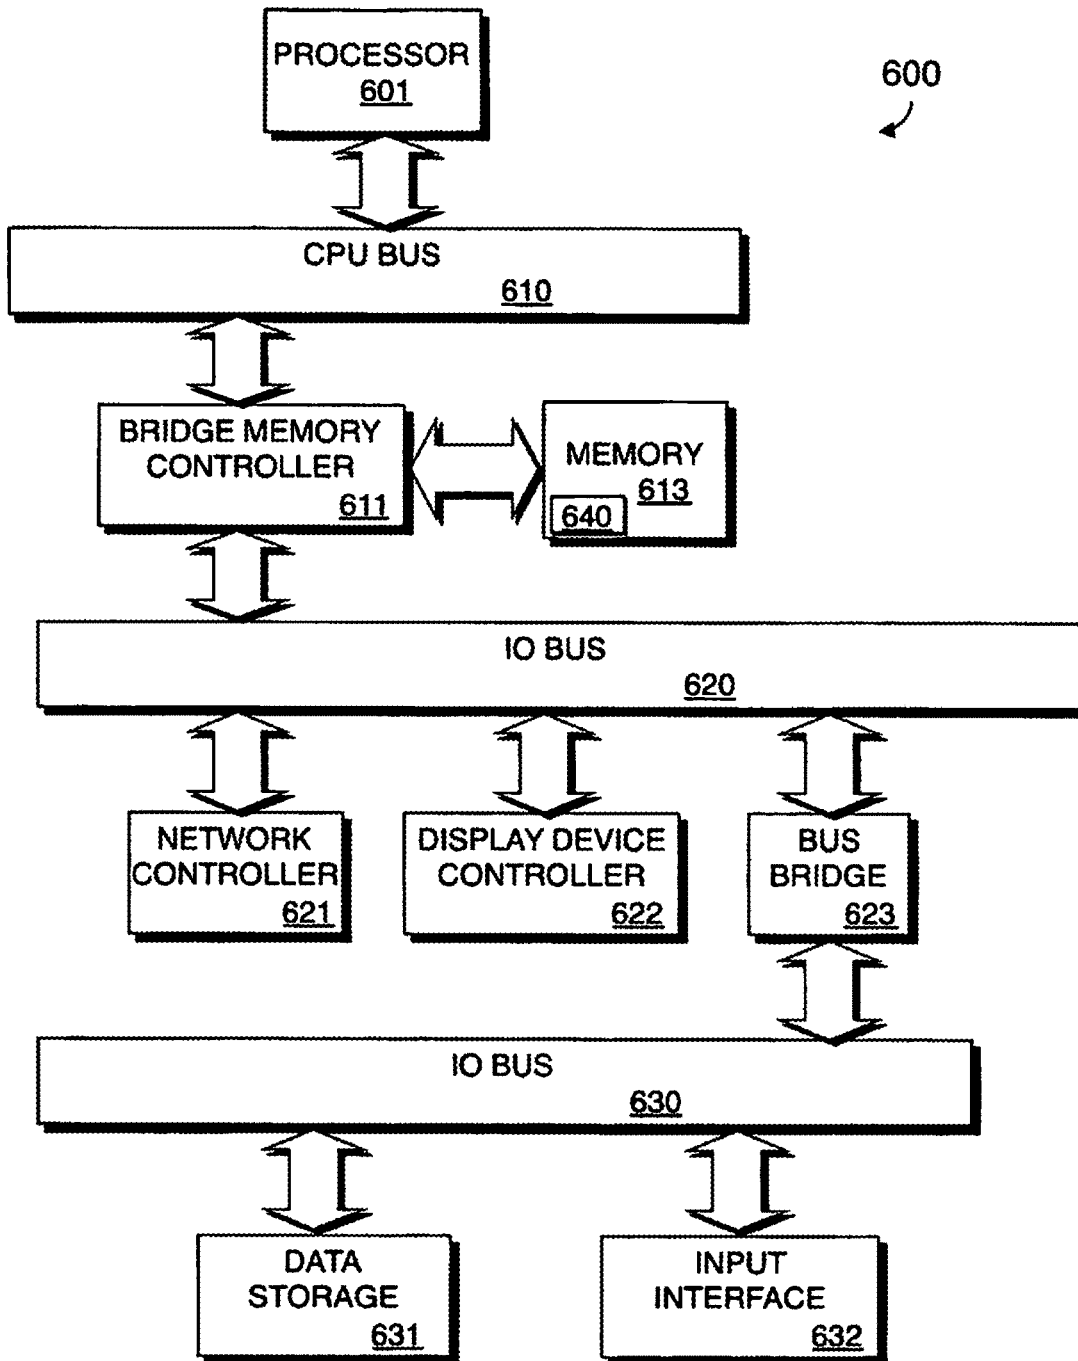 PROCESSOR
601
600
CPU BUS
610
BRIDGE MEMORY
CONTROLLER
611
MEMORY
613
640
IO BUS
620
NETWORK
CONTROLLER
621
DISPLAY DEVICE
CONTROLLER
622
BUS
BRIDGE
623
IO BUS
630
DATA
STORAGE
631
INPUT
INTERFACE
632